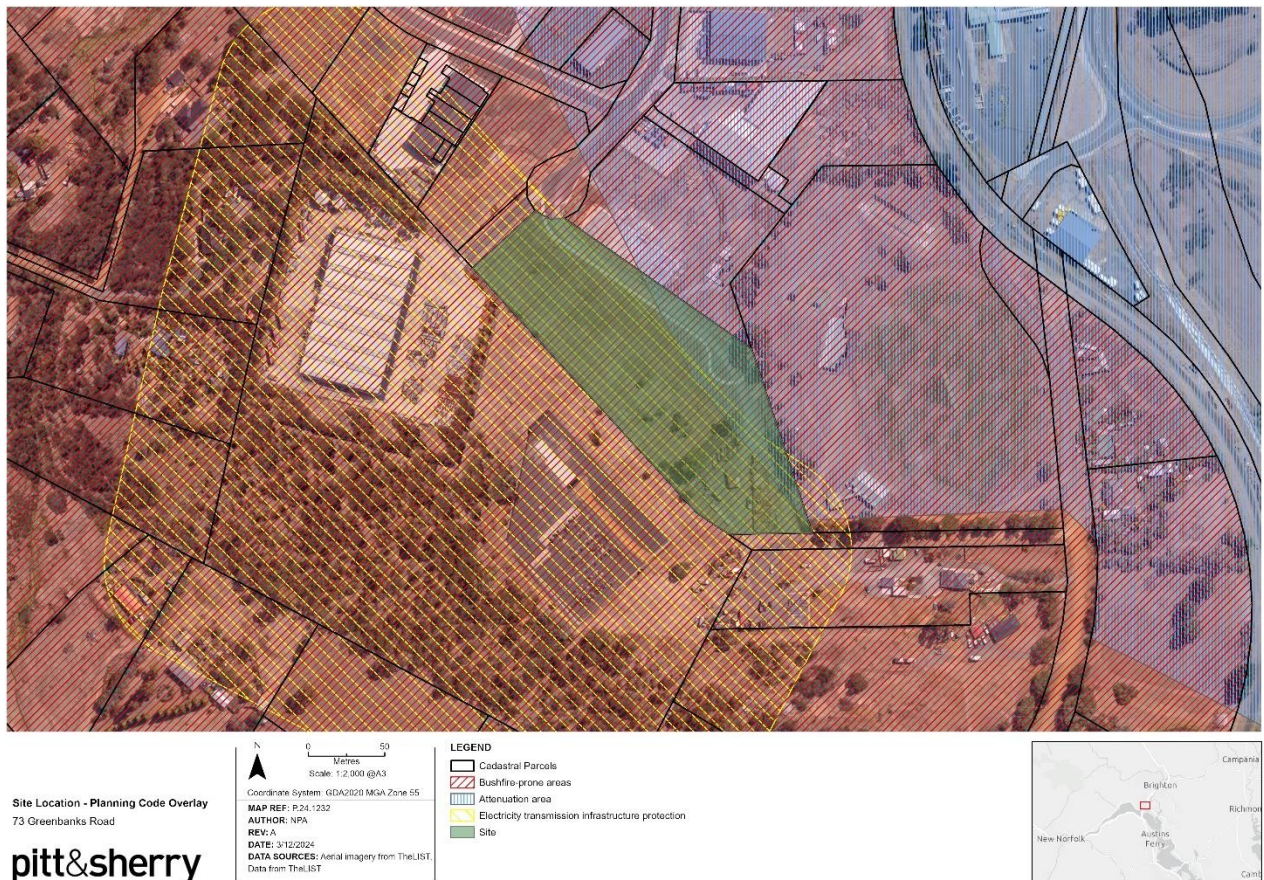 Site Location - Planning Code Overlay
73 Greenbanks Road
pitt&sherry
N
0 50
Metres
Scale: 1:2,000 @A3
Coordinate System: GDA2020 MGA Zone 55
MAP REF: P.24.1232
AUTHOR: NPA
REV: A
DATE: 3/12/2024
DATA SOURCES: Aerial imagery from TheLIST,
Data from TheLIST
LEGEND
Cadastral Parcels
Bushfire-prone areas
Attenuation area
Electricity transmission infrastructure protection
Site
Campania
Brighton
Richmon
New Norfolk
Austins
Ferry
Camb